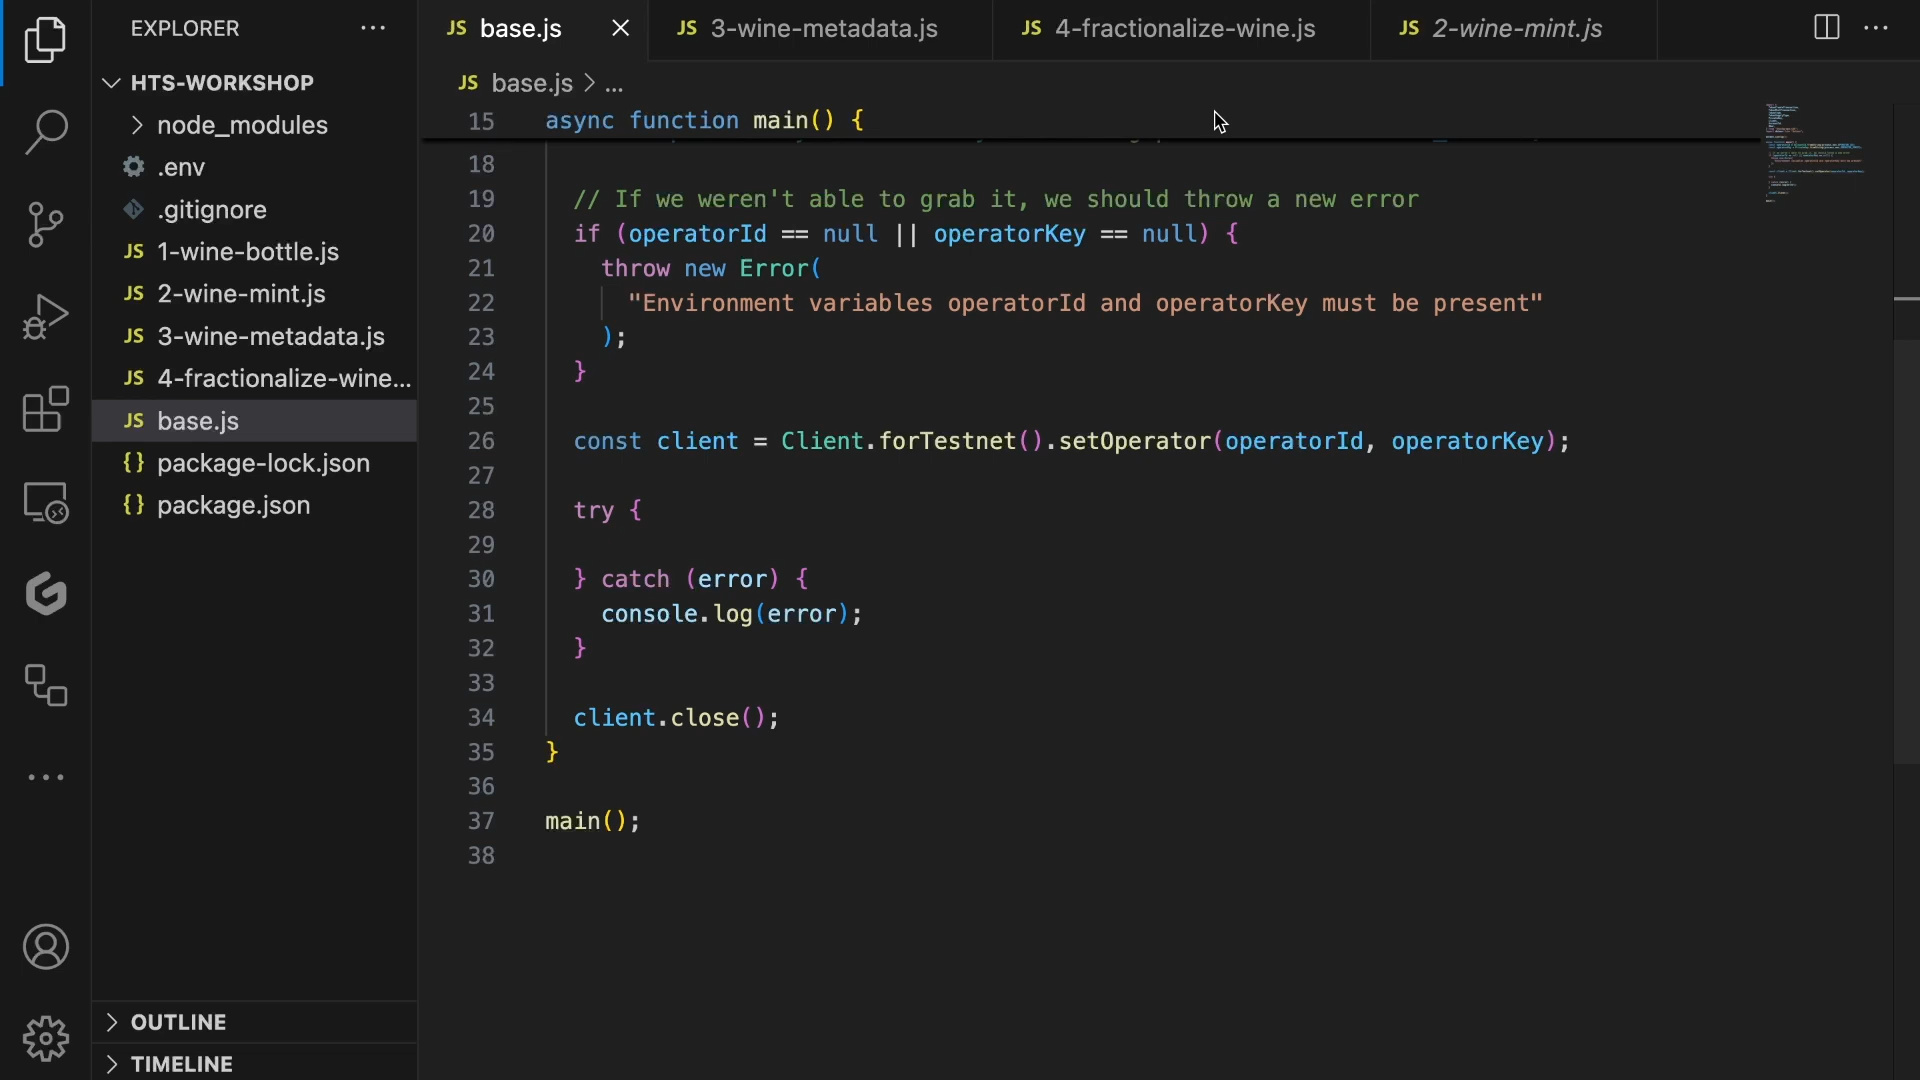 EXPLORER
HTS-WORKSHOP
node_modules
.env
.gitignore
JS 1-wine-bottle.js
JS 2-wine-mint.js
JS 3-wine-metadata.js
JS 4-fractionalize-wine...
JS base.js
{} package-lock.json
{} package.json
OUTLINE
TIMELINE
JS base.js
JS 3-wine-metadata.js
JS 4-fractionalize-wine.js
JS 2-wine-mint.js
JS base.js > ...
15 async function main() {
18
19 // If we weren't able to grab it, we should throw a new error
20 if (operatorId == null || operatorKey == null) {
21 throw new Error(
22 "Environment variables operatorId and operatorKey must be present"
23 );
24 }
25
26 const client = Client.forTestnet().setOperator(operatorId, operatorKey);
27
28 try {
29
30 } catch (error) {
31 console.log(error);
32 }
33
34 client.close();
35 }
36
37 main();
38